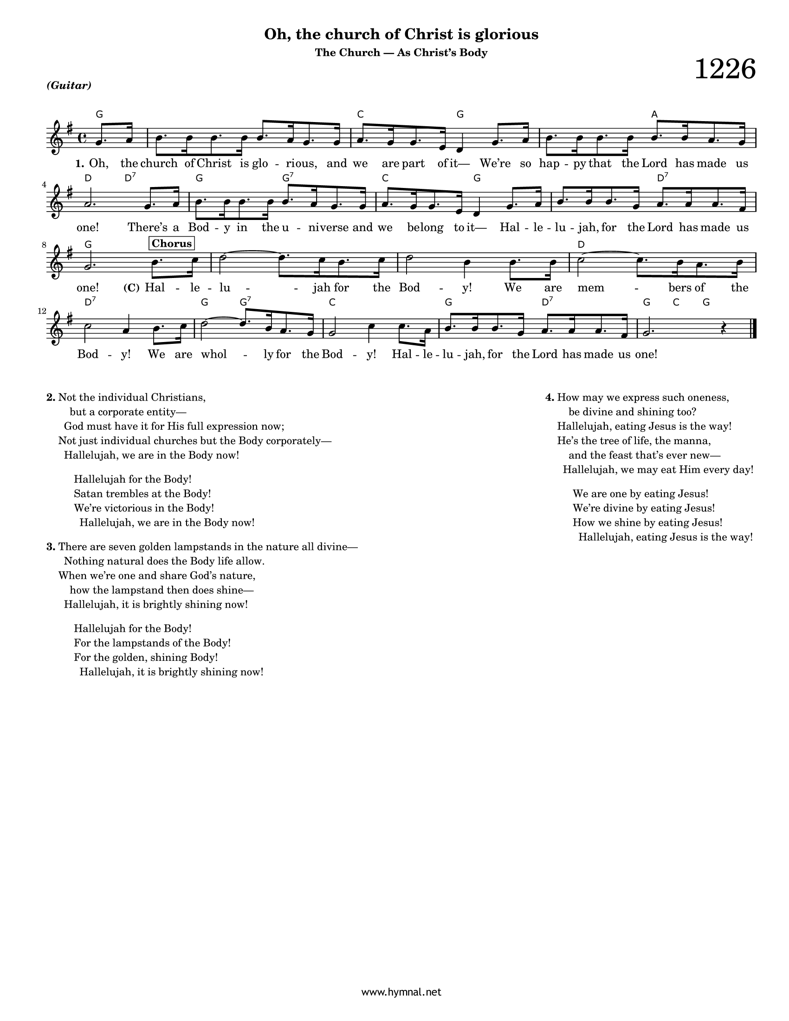 Oh, the church of Christ is glorious
The Church — As Christ's Body
1226
(Guitar)
G C G A
1. Oh, the church of Christ is glo - rious, and we are part of it— We're so hap - py that the Lord has made us
4 D D7 G G7 C G D7
one! There's a Bod - y in the u - niverse and we belong to it— Hal - le - lu - jah, for the Lord has made us
8 G Chorus D
one! (C) Hal - le - lu - - jah for the Bod - y! We are mem - bers of the
12 D7 G G7 C G D7 G C G
Bod - y! We are whol - ly for the Bod - y! Hal - le - lu - jah, for the Lord has made us one!
2. Not the individual Christians,
but a corporate entity—
God must have it for His full expression now;
Not just individual churches but the Body corporately—
Hallelujah, we are in the Body now!
Hallelujah for the Body!
Satan trembles at the Body!
We're victorious in the Body!
Hallelujah, we are in the Body now!
3. There are seven golden lampstands in the nature all divine—
Nothing natural does the Body life allow.
When we're one and share God's nature,
how the lampstand then does shine—
Hallelujah, it is brightly shining now!
Hallelujah for the Body!
For the lampstands of the Body!
For the golden, shining Body!
Hallelujah, it is brightly shining now!
4. How may we express such oneness,
be divine and shining too?
Hallelujah, eating Jesus is the way!
He's the tree of life, the manna,
and the feast that's ever new—
Hallelujah, we may eat Him every day!
We are one by eating Jesus!
We're divine by eating Jesus!
How we shine by eating Jesus!
Hallelujah, eating Jesus is the way!
www.hymnal.net